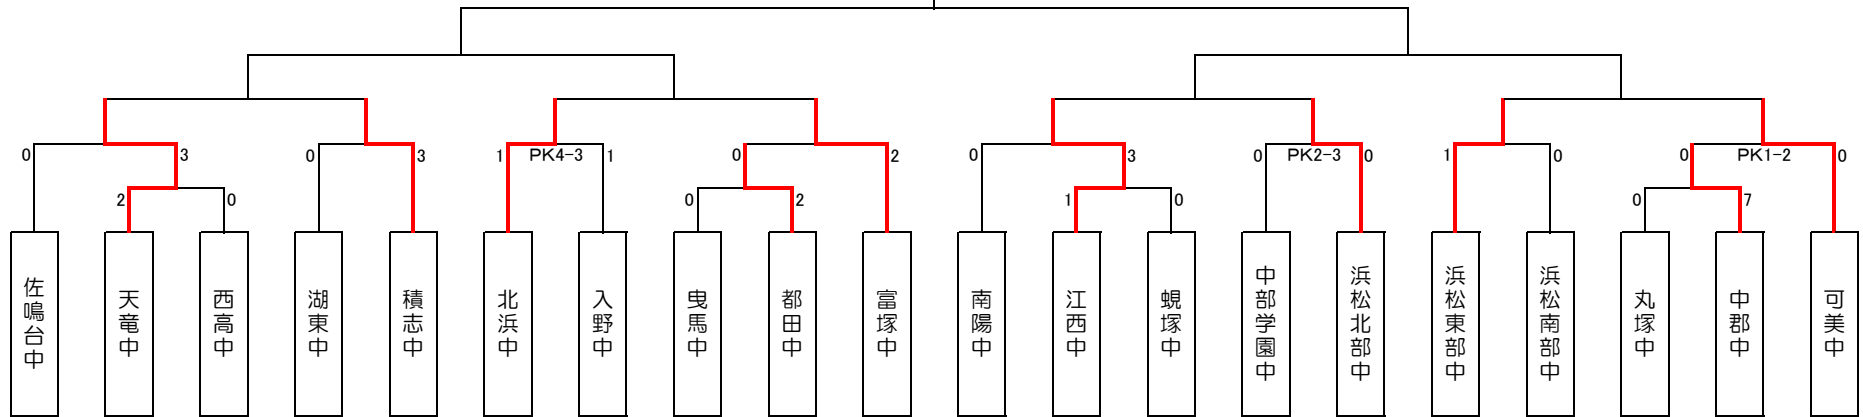 0 3 0 3 1 PK4-3 1 0 2 0 3 0 PK2-3 0 1 0 0 PK1-2 0
2 0 0 2 1 0 0 7
佐鳴台中
天竜中
西高中
湖東中
積志中
北浜中
入野中
曳馬中
都田中
富塚中
南陽中
江西中
蜆塚中
中部学園中
浜松北部中
浜松東部中
浜松南部中
丸塚中
中郡中
可美中